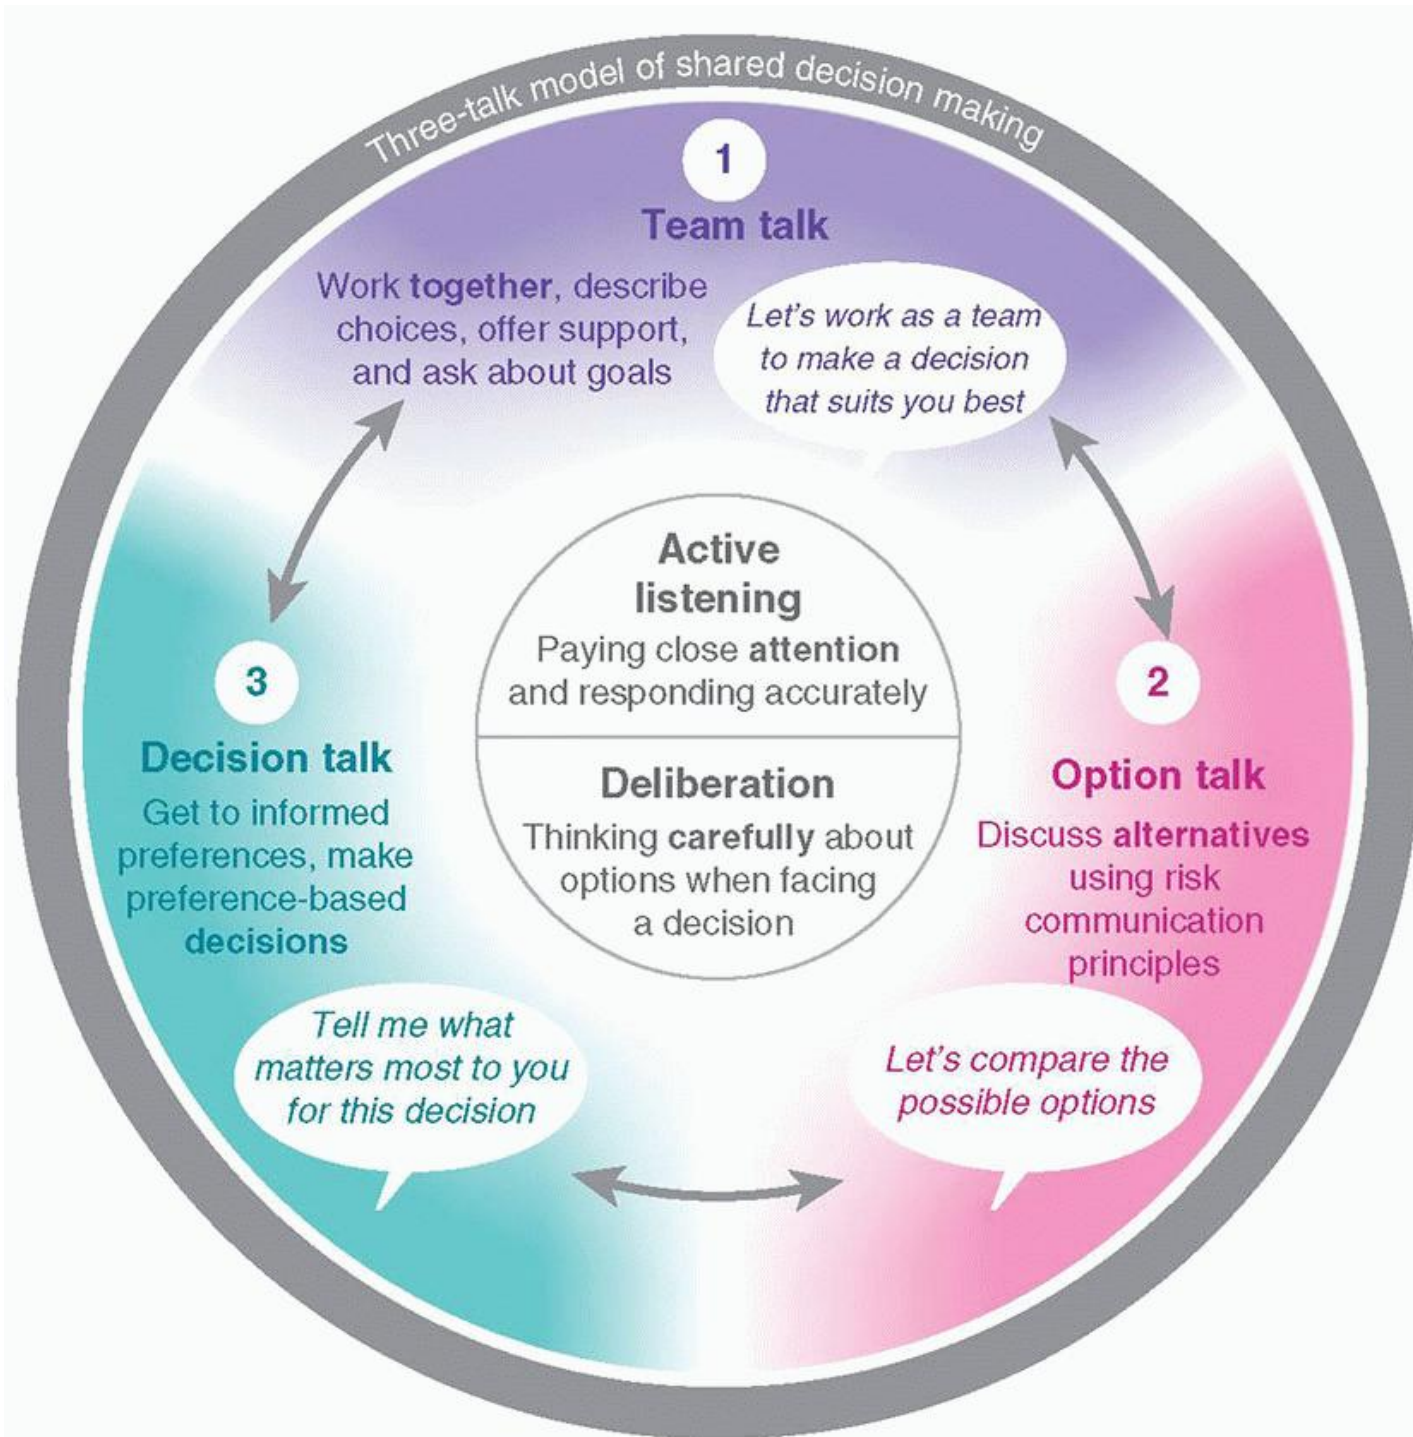 Three-talk model of shared decision making
1
Team talk
Work together, describe
choices, offer support,
and ask about goals
Let's work as a team
to make a decision
that suits you best
Active
listening
Paying close attention
and responding accurately
Deliberation
Thinking carefully about
options when facing
a decision
2
Option talk
Discuss alternatives
using risk
communication
principles
Let's compare the
possible options
3
Decision talk
Get to informed
preferences, make
preference-based
decisions
Tell me what
matters most to you
for this decision